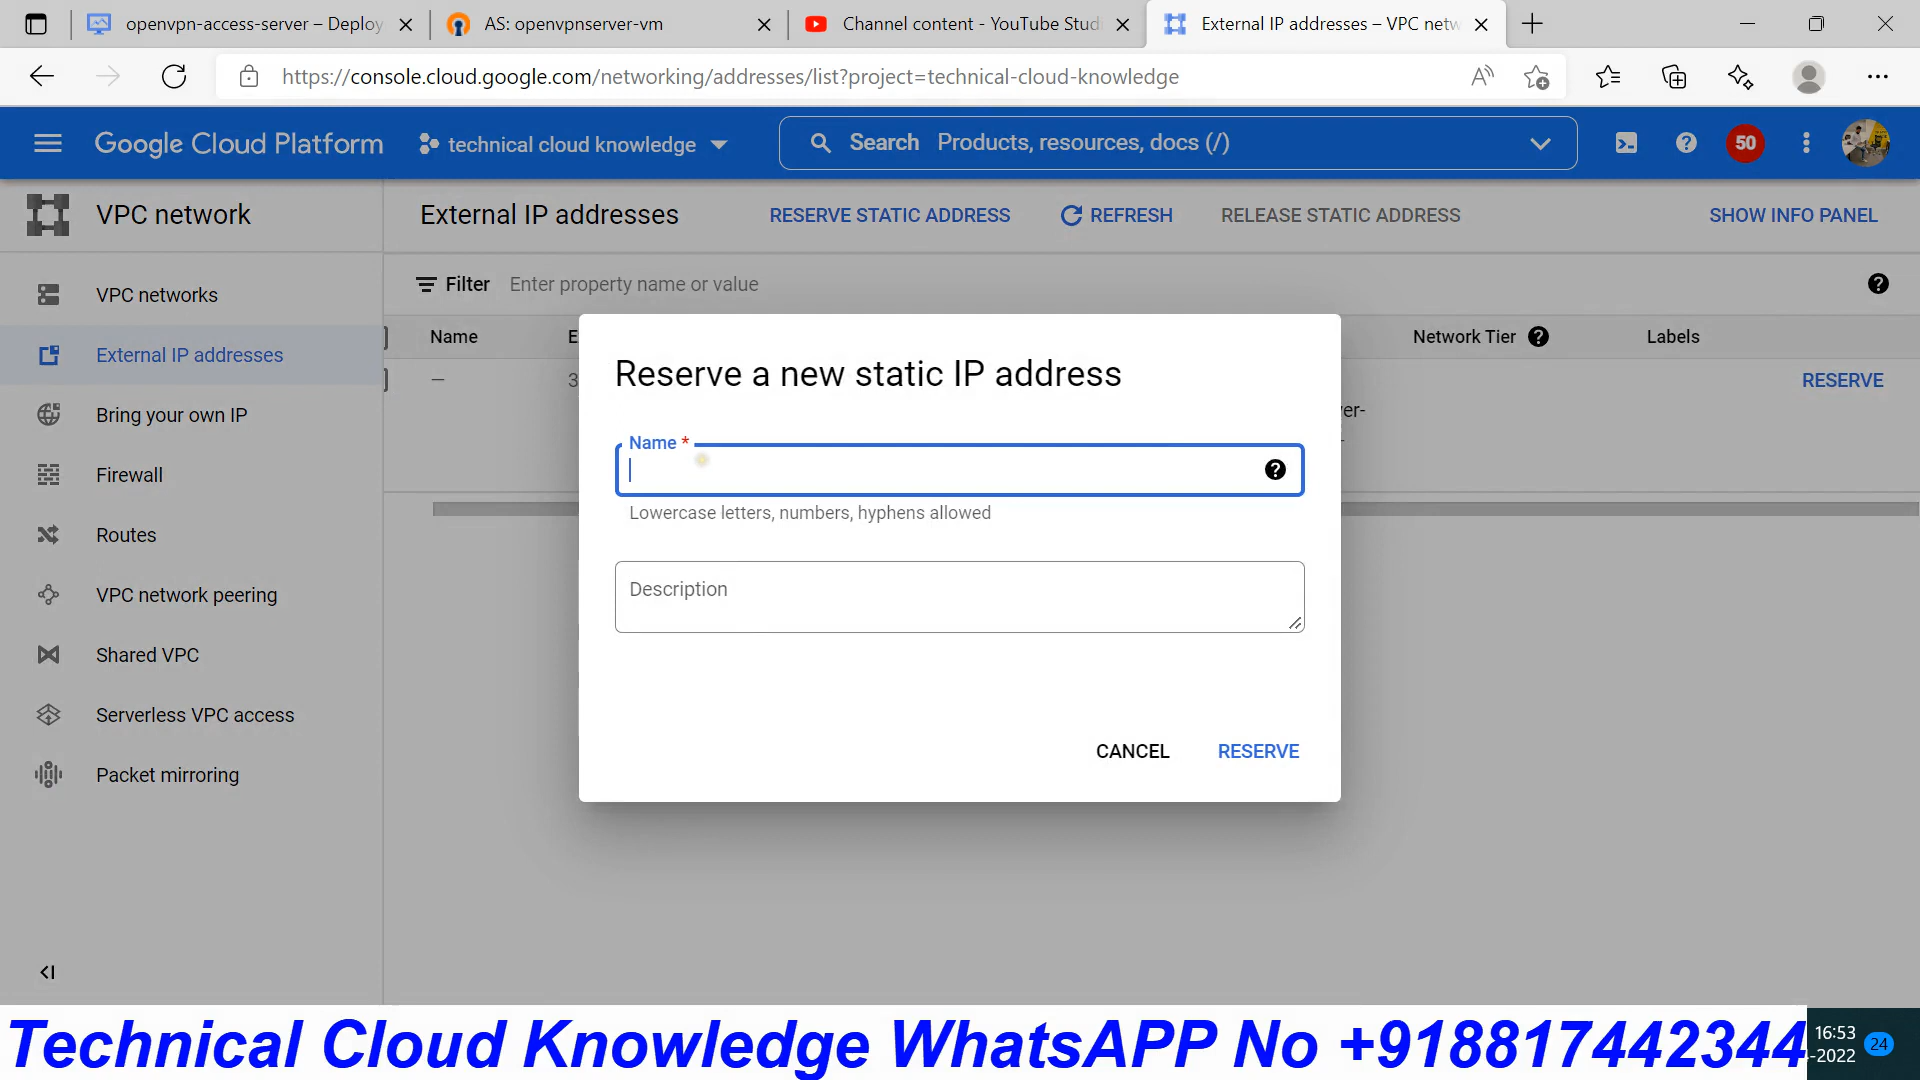 openvpn-access-server – Deploy
AS: openvpnserver-vm
Channel content - YouTube Studi
External IP addresses – VPC netw
https://console.cloud.google.com/networking/addresses/list?project=technical-cloud-knowledge
Google Cloud Platform
technical cloud knowledge
Search Products, resources, docs (/)
50
VPC network
External IP addresses
RESERVE STATIC ADDRESS
REFRESH
RELEASE STATIC ADDRESS
SHOW INFO PANEL
VPC networks
External IP addresses
Bring your own IP
Firewall
Routes
VPC network peering
Shared VPC
Serverless VPC access
Packet mirroring
Filter Enter property name or value
Name
E
Network Tier
Labels
—
3
er-
RESERVE
Reserve a new static IP address
Name *
Lowercase letters, numbers, hyphens allowed
Description
CANCEL
RESERVE
Technical Cloud Knowledge WhatsAPP No +918817442344
16:53
-2022
24